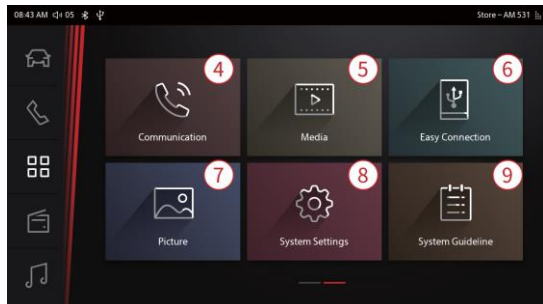 08:43 AM 05 Store – AM 531
4 5 6
Communication Media Easy Connection
7 8 9
Picture System Settings System Guideline